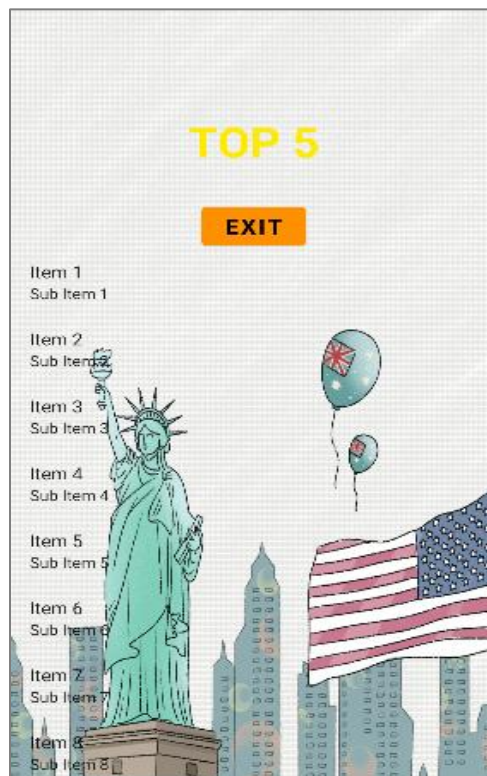 TOP 5
EXIT
Item 1
Sub Item 1
Item 2
Sub Item 2
Item 3
Sub Item 3
Item 4
Sub Item 4
Item 5
Sub Item 5
Item 6
Sub Item 6
Item 7
Sub Item 7
Item 8
Sub Item 8